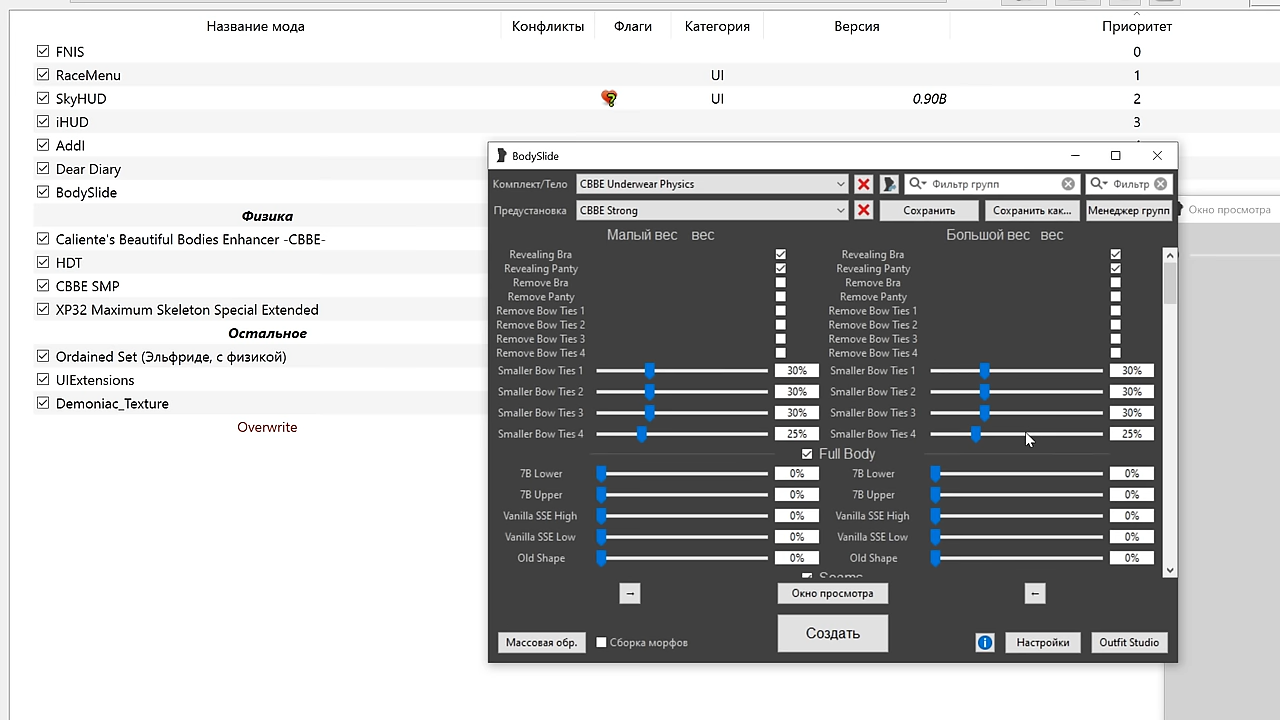 Название мода Конфликты Флаги Категория Версия Приоритет
FNIS 0
RaceMenu UI 1
SkyHUD UI 0.90B 2
iHUD 3
AddI
Dear Diary
BodySlide
Физика
Caliente's Beautiful Bodies Enhancer -CBBE-
HDT
CBBE SMP
XP32 Maximum Skeleton Special Extended
Остальное
Ordained Set (Эльфриде, с физикой)
UIExtensions
Demoniac_Texture
Overwrite
BodySlide
Комплект/Тело CBBE Underwear Physics Фильтр групп Фильтр
Предустановка CBBE Strong Сохранить Сохранить как... Менеджер групп
Окно просмотра
Малый вес вес Большой вес вес
Revealing Bra Revealing Bra
Revealing Panty Revealing Panty
Remove Bra Remove Bra
Remove Panty Remove Panty
Remove Bow Ties 1 Remove Bow Ties 1
Remove Bow Ties 2 Remove Bow Ties 2
Remove Bow Ties 3 Remove Bow Ties 3
Remove Bow Ties 4 Remove Bow Ties 4
Smaller Bow Ties 1 30% Smaller Bow Ties 1 30%
Smaller Bow Ties 2 30% Smaller Bow Ties 2 30%
Smaller Bow Ties 3 30% Smaller Bow Ties 3 30%
Smaller Bow Ties 4 25% Smaller Bow Ties 4 25%
Full Body
7B Lower 0% 7B Lower 0%
7B Upper 0% 7B Upper 0%
Vanilla SSE High 0% Vanilla SSE High 0%
Vanilla SSE Low 0% Vanilla SSE Low 0%
Old Shape 0% Old Shape 0%
Seams
→ Окно просмотра ←
Создать
Массовая обр. Сборка морфов Настройки Outfit Studio